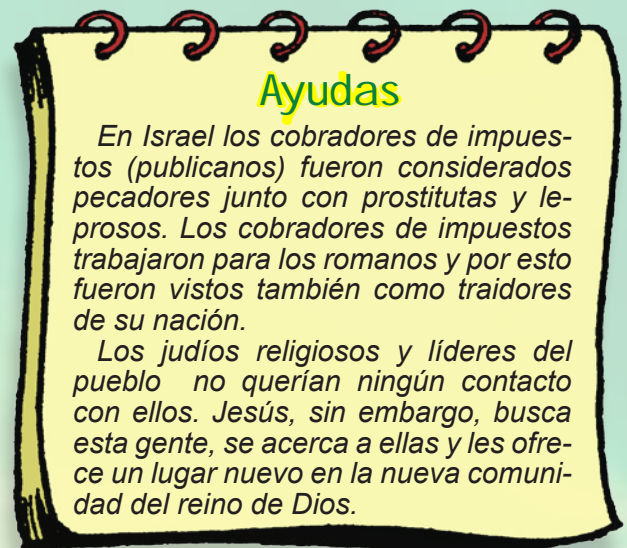 Ayudas
En Israel los cobradores de impues-
tos (publicanos) fueron considerados
pecadores junto con prostitutas y le-
prosos. Los cobradores de impuestos
trabajaron para los romanos y por esto
fueron vistos también como traidores
de su nación.
Los judíos religiosos y líderes del
pueblo no querían ningún contacto
con ellos. Jesús, sin embargo, busca
esta gente, se acerca a ellas y les ofre-
ce un lugar nuevo en la nueva comuni-
dad del reino de Dios.